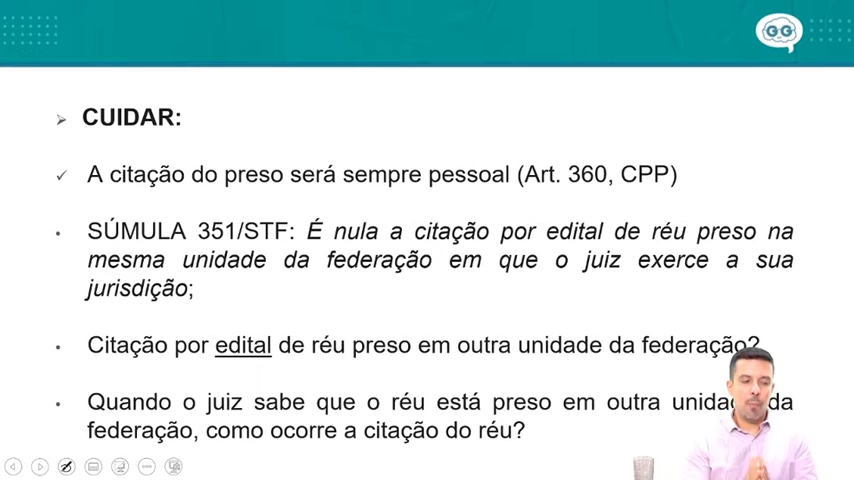 GG
CUIDAR:
A citação do preso será sempre pessoal (Art. 360, CPP)
SÚMULA 351/STF: É nula a citação por edital de réu preso na
mesma unidade da federação em que o juiz exerce a sua
jurisdição;
Citação por edital de réu preso em outra unidade da federação?
Quando o juiz sabe que o réu está preso em outra unidade da
federação, como ocorre a citação do réu?